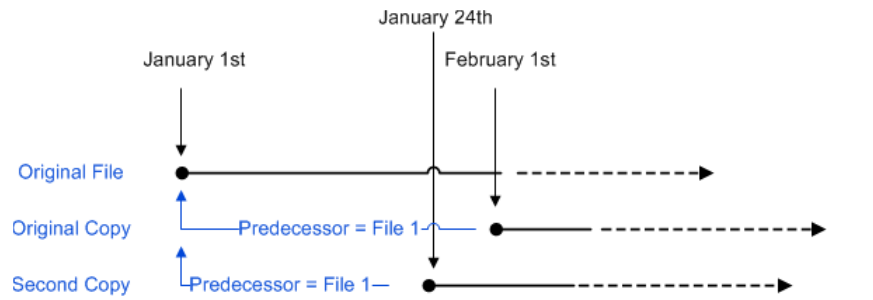 January 24th
January 1st
February 1st
Original File
Original Copy
Predecessor = File 1
Second Copy
Predecessor = File 1